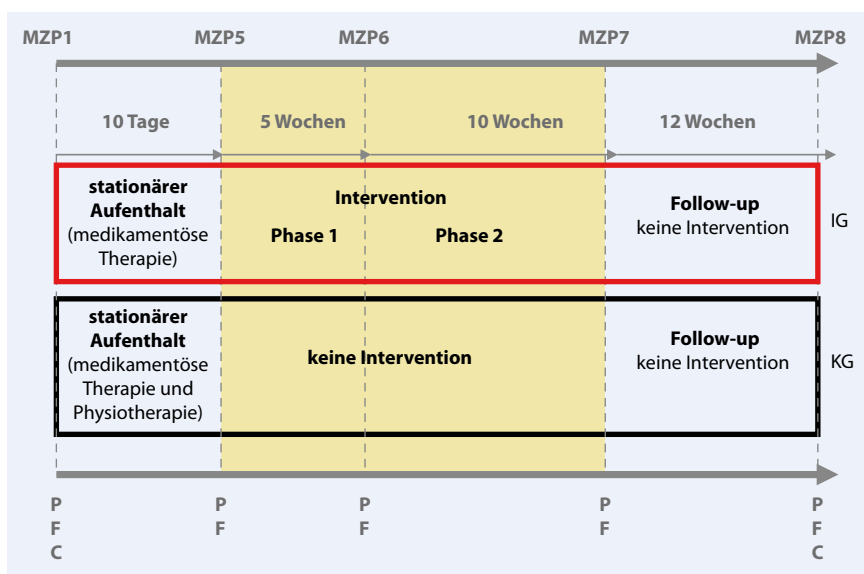 MZP1 MZP5 MZP6 MZP7 MZP8
10 Tage 5 Wochen 10 Wochen 12 Wochen
stationärer
Aufenthalt
(medikamentöse
Therapie)
Intervention
Phase 1 Phase 2
Follow-up
keine Intervention
IG
stationärer
Aufenthalt
(medikamentöse
Therapie und
Physiotherapie)
keine Intervention
Follow-up
keine Intervention
KG
P P P P P
F F F F F
C C